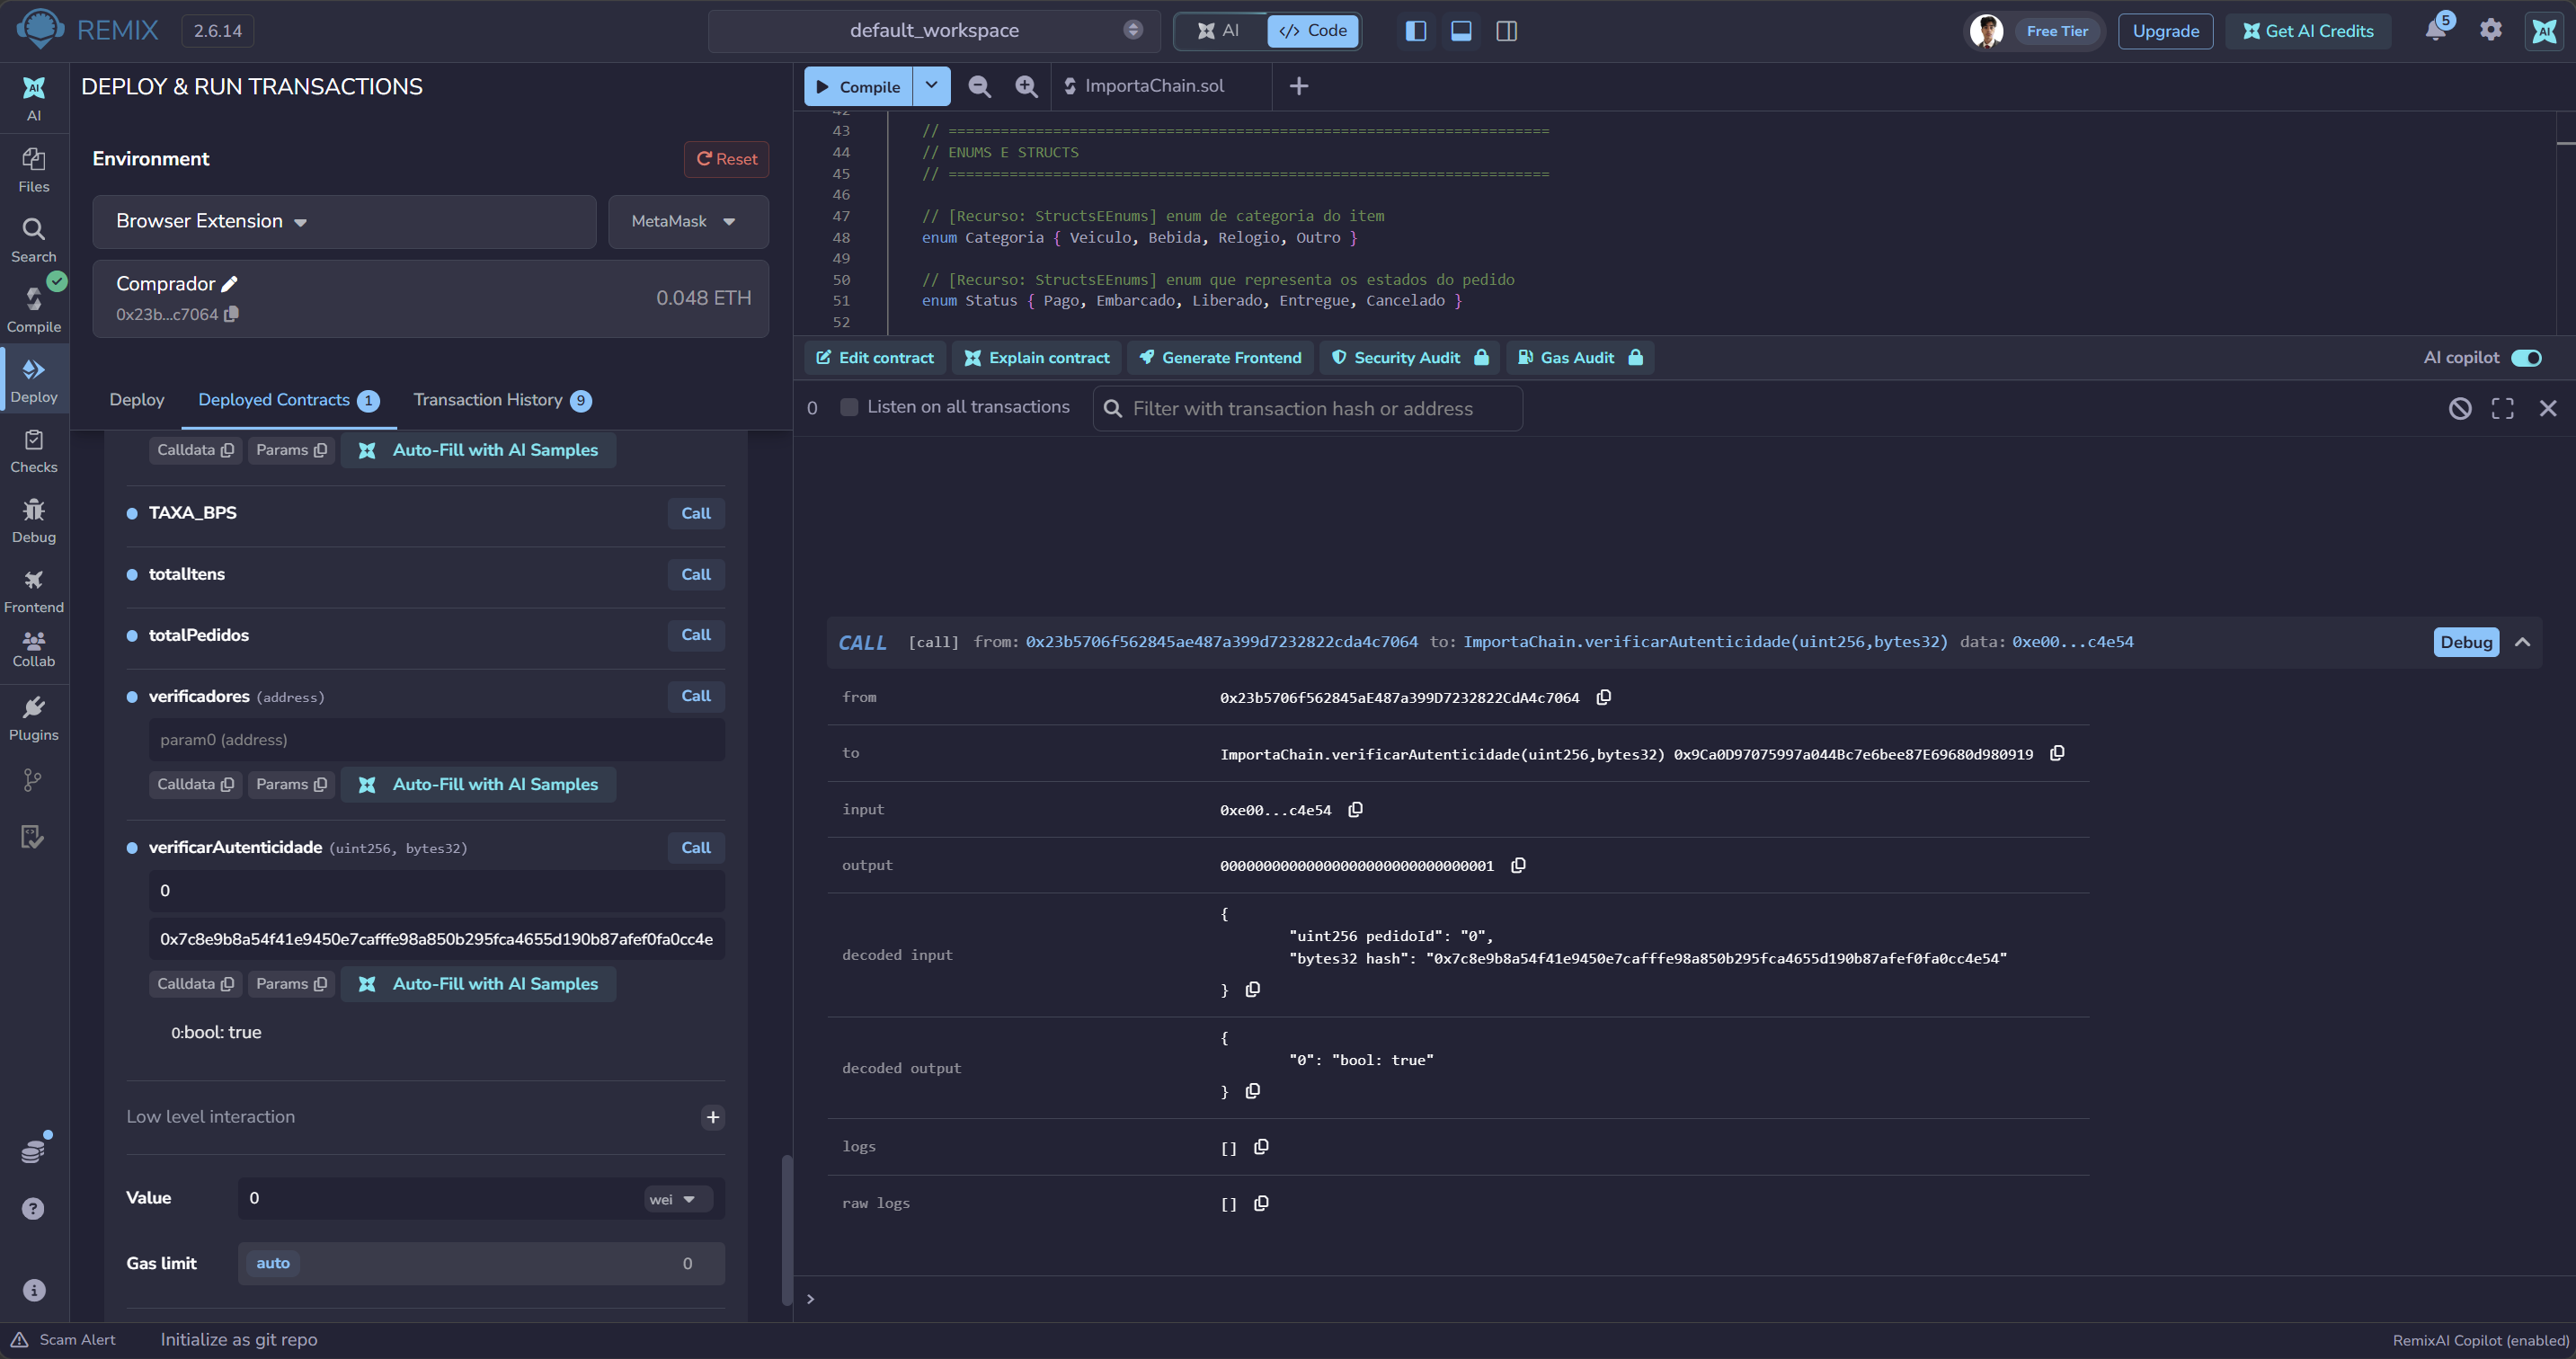 REMIX 2.6.14
default_workspace
AI
Code
Free Tier
Upgrade
Get AI Credits
5
AI
AI
AI
Files
Search
Compile
Deploy
Checks
Debug
Frontend
Collab
Plugins
DEPLOY & RUN TRANSACTIONS
Environment
Reset
Browser Extension
MetaMask
Comprador
0x23b...c7064
0.048 ETH
Deploy
Deployed Contracts 1
Transaction History 9
Calldata
Params
Auto-Fill with AI Samples
TAXA_BPS
Call
totalItens
Call
totalPedidos
Call
verificadores (address)
Call
param0 (address)
Calldata
Params
Auto-Fill with AI Samples
verificarAutenticidade (uint256, bytes32)
Call
0
0x7c8e9b8a54f41e9450e7cafffe98a850b295fca4655d190b87afef0fa0cc4e
Calldata
Params
Auto-Fill with AI Samples
0:bool: true
Low level interaction
+
Value
0
wei
Gas limit
auto
0
Compile
ImportaChain.sol
+
42
43 // =====================================================================
44 // ENUMS E STRUCTS
45 // =====================================================================
46
47 // [Recurso: StructsEEnums] enum de categoria do item
48 enum Categoria { Veiculo, Bebida, Relogio, Outro }
49
50 // [Recurso: StructsEEnums] enum que representa os estados do pedido
51 enum Status { Pago, Embarcado, Liberado, Entregue, Cancelado }
52
Edit contract
Explain contract
Generate Frontend
Security Audit
Gas Audit
AI copilot
0
Listen on all transactions
Filter with transaction hash or address
CALL [call] from: 0x23b5706f562845ae487a399d7232822cda4c7064 to: ImportaChain.verificarAutenticidade(uint256,bytes32) data: 0xe00...c4e54
Debug
from 0x23b5706f562845aE487a399D7232822CdA4c7064
to ImportaChain.verificarAutenticidade(uint256,bytes32) 0x9Ca0D97075997a044Bc7e6bee87E69680d980919
input 0xe00...c4e54
output 00000000000000000000000000000001
decoded input
{
"uint256 pedidoId": "0",
"bytes32 hash": "0x7c8e9b8a54f41e9450e7cafffe98a850b295fca4655d190b87afef0fa0cc4e54"
}
decoded output
{
"0": "bool: true"
}
logs []
raw logs []
>
Scam Alert
Initialize as git repo
RemixAI Copilot (enabled)